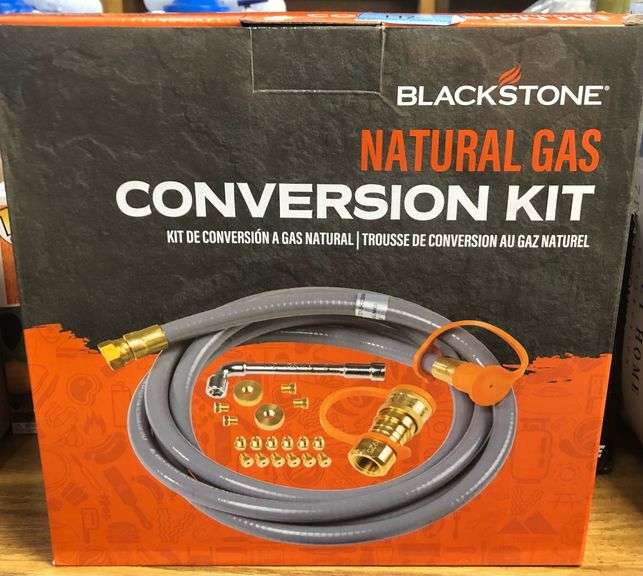 BLACKSTONE®
NATURAL GAS
CONVERSION KIT
KIT DE CONVERSIÓN A GAS NATURAL | TROUSSE DE CONVERSION AU GAZ NATUREL